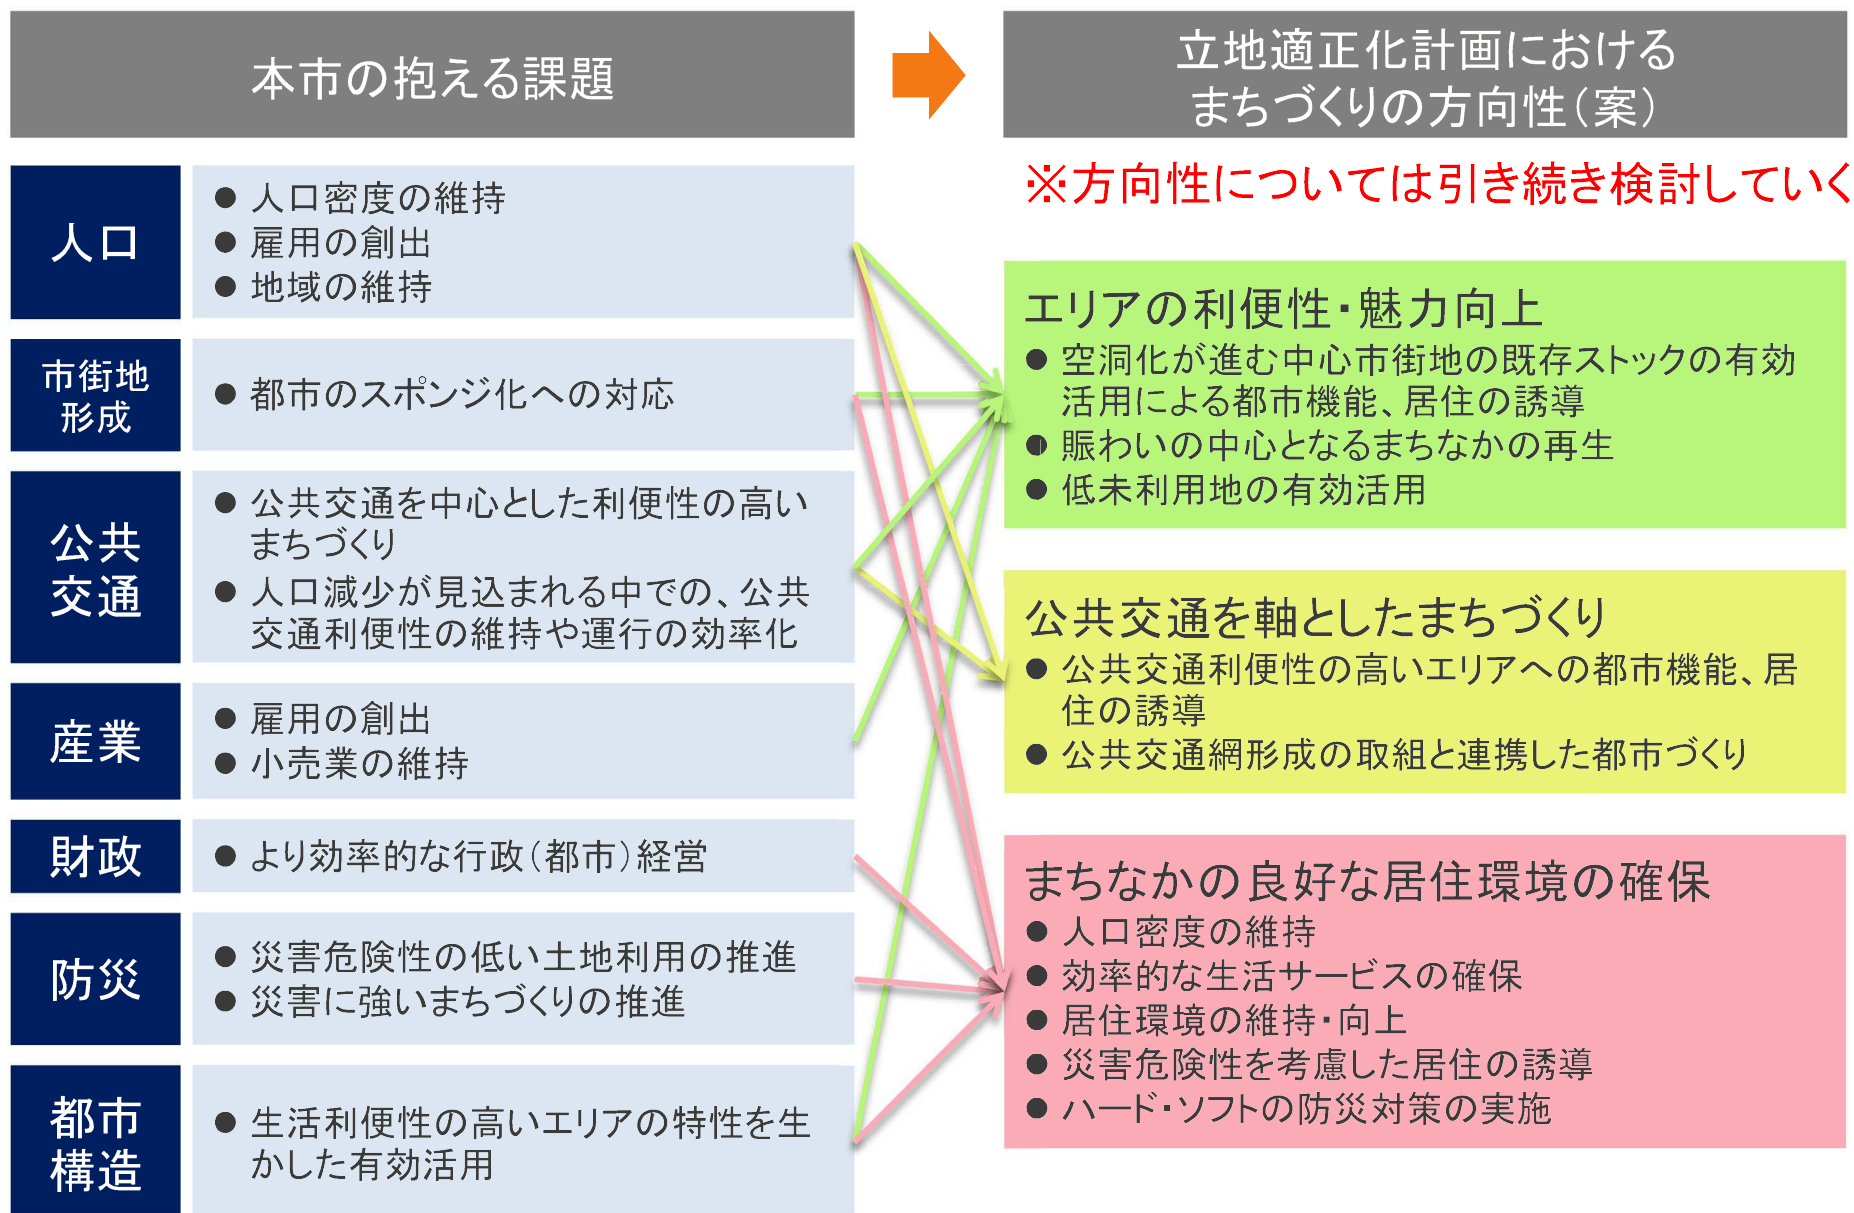 本市の抱える課題
立地適正化計画における
まちづくりの方向性（案）
※方向性については引き続き検討していく
人口
● 人口密度の維持
● 雇用の創出
● 地域の維持
市街地
形成
● 都市のスポンジ化への対応
公共
交通
● 公共交通を中心とした利便性の高い
まちづくり
● 人口減少が見込まれる中での、公共
交通利便性の維持や運行の効率化
産業
● 雇用の創出
● 小売業の維持
財政
● より効率的な行政（都市）経営
防災
● 災害危険性の低い土地利用の推進
● 災害に強いまちづくりの推進
都市
構造
● 生活利便性の高いエリアの特性を生
かした有効活用
エリアの利便性・魅力向上
● 空洞化が進む中心市街地の既存ストックの有効
活用による都市機能、居住の誘導
● 賑わいの中心となるまちなかの再生
● 低未利用地の有効活用
公共交通を軸としたまちづくり
● 公共交通利便性の高いエリアへの都市機能、居
住の誘導
● 公共交通網形成の取組と連携した都市づくり
まちなかの良好な居住環境の確保
● 人口密度の維持
● 効率的な生活サービスの確保
● 居住環境の維持・向上
● 災害危険性を考慮した居住の誘導
● ハード・ソフトの防災対策の実施